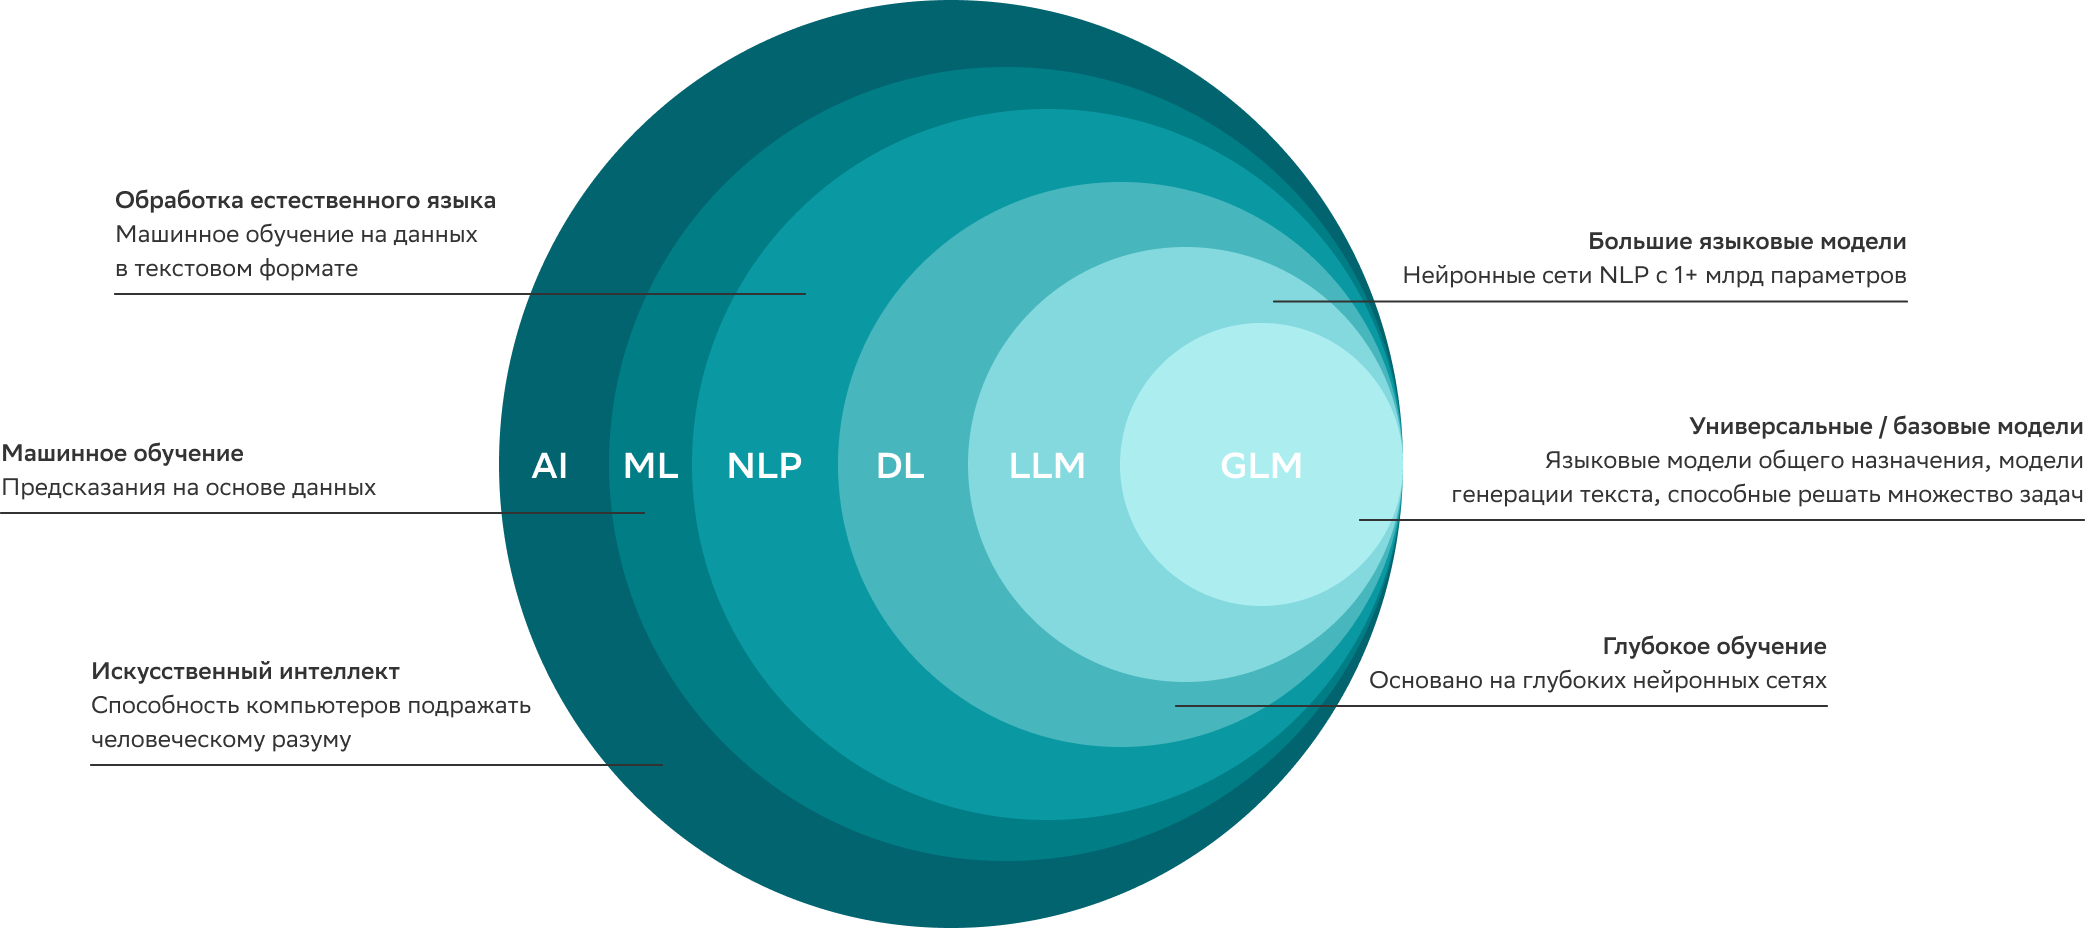 Обработка естественного языка
Машинное обучение на данных
в текстовом формате
Машинное обучение
Предсказания на основе данных
Искусственный интеллект
Способность компьютеров подражать
человеческому разуму
AI ML NLP DL LLM GLM
Большие языковые модели
Нейронные сети NLP с 1+ млрд параметров
Универсальные / базовые модели
Языковые модели общего назначения, модели
генерации текста, способные решать множество задач
Глубокое обучение
Основано на глубоких нейронных сетях